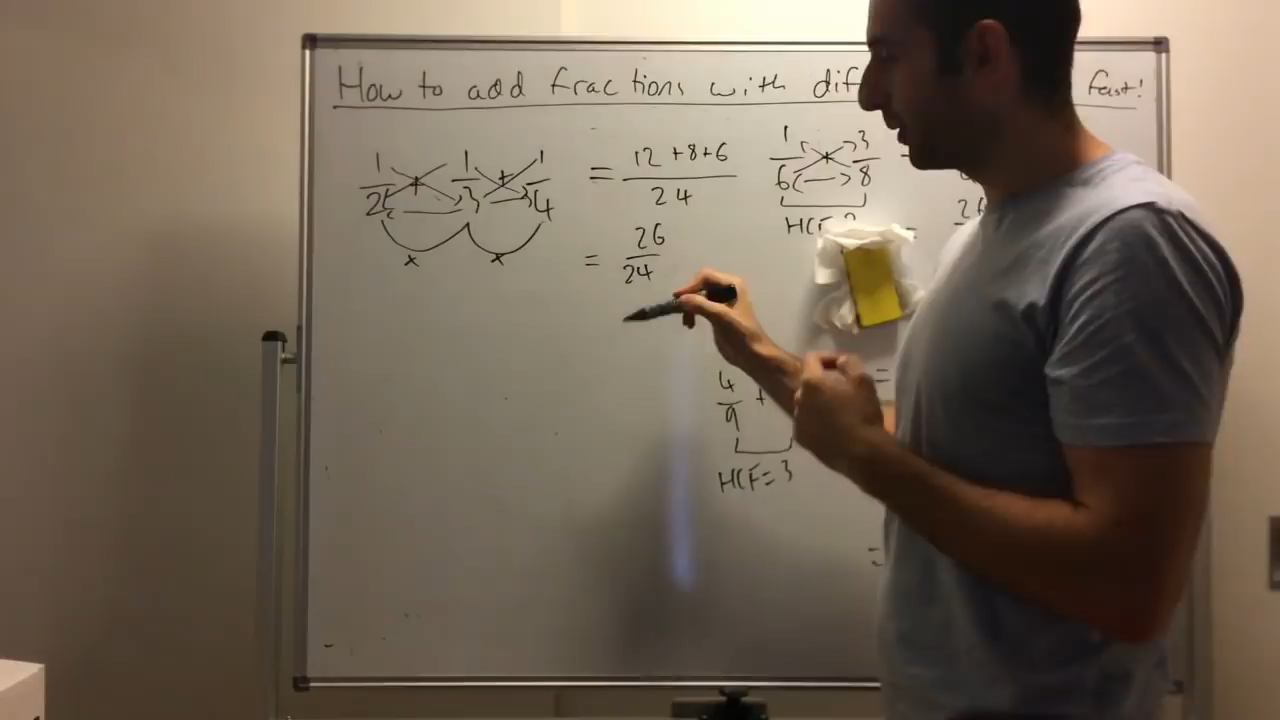 How to add fractions with dif fast!
1/2 + 1/3 + 1/4 = 12 +8+6 / 24
x x
= 26/24
1/6 + 3/8 =
HCF
= 26
4/9 + =
HCF=3
=